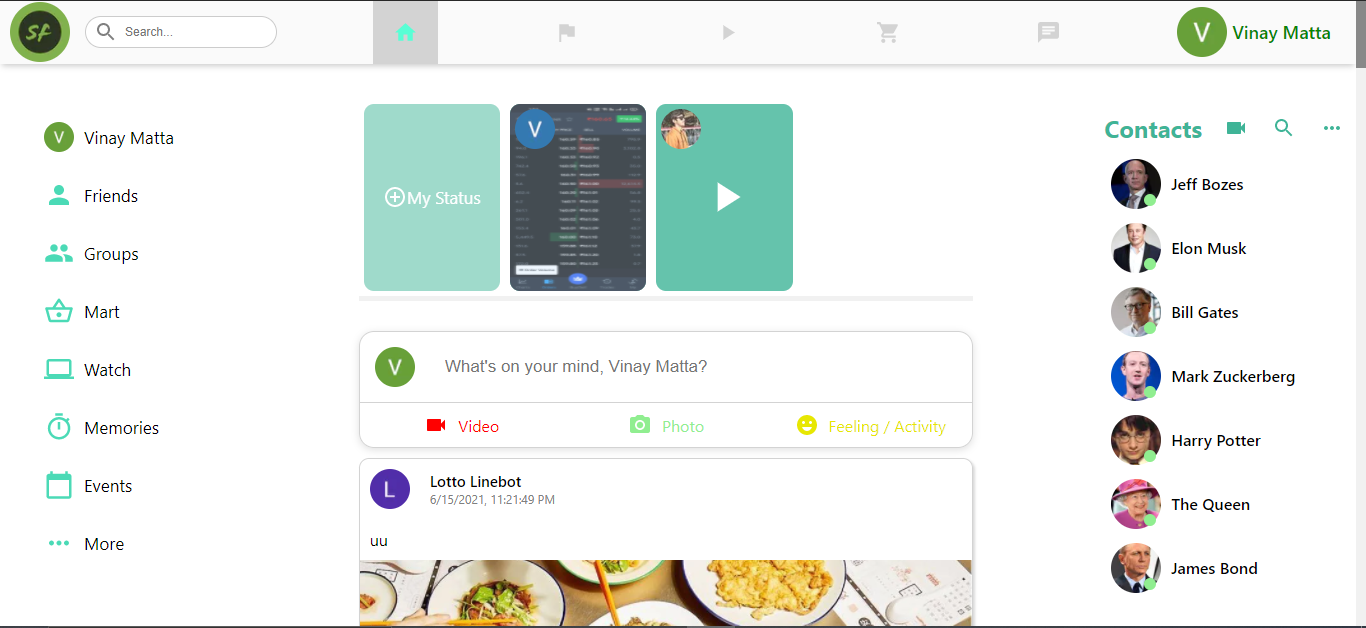 SF
Search...
V
Vinay Matta
V
Vinay Matta
Friends
Groups
Mart
Watch
Memories
Events
More
My Status
V
V
What's on your mind, Vinay Matta?
Video
Photo
Feeling / Activity
L
Lotto Linebot
6/15/2021, 11:21:49 PM
uu
Contacts
Jeff Bozes
Elon Musk
Bill Gates
Mark Zuckerberg
Harry Potter
The Queen
James Bond